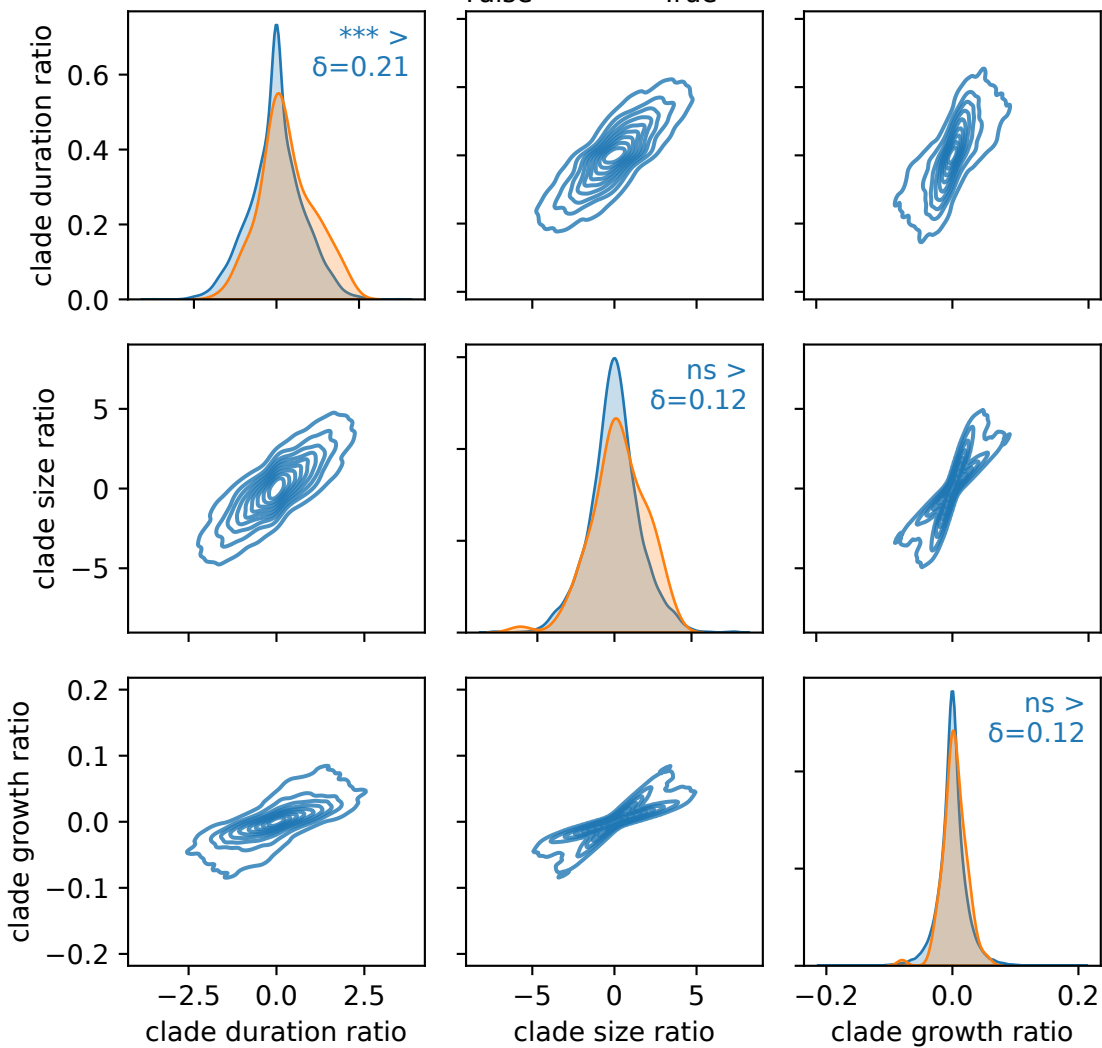 clade duration ratio
0.6
0.4
0.2
0.0
*** >
δ=0.21
clade size ratio
5
0
−5
ns >
δ=0.12
clade growth ratio
0.2
0.1
0.0
−0.1
−0.2
ns >
δ=0.12
−2.5 0.0 2.5
clade duration ratio
−5 0 5
clade size ratio
−0.2 0.0 0.2
clade growth ratio